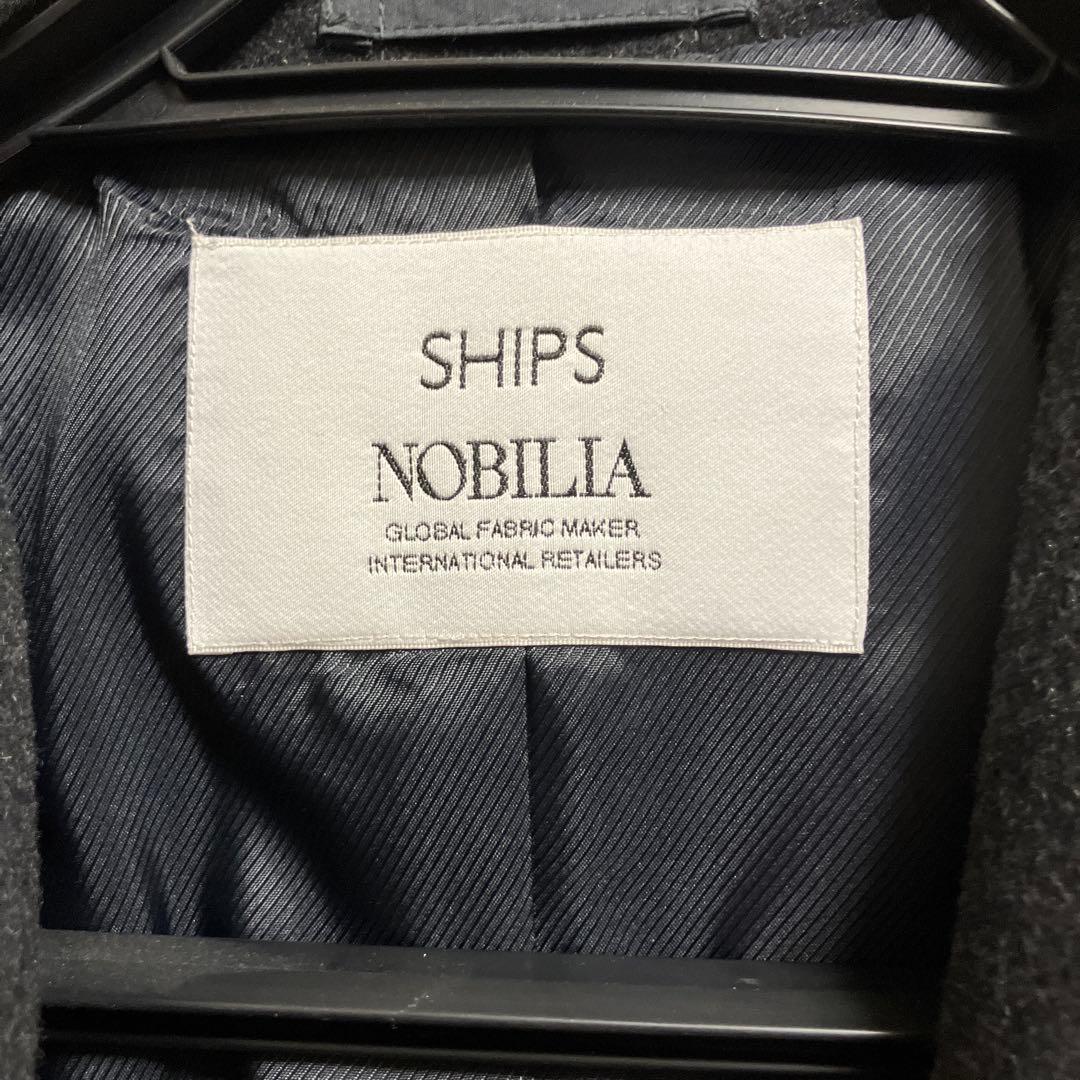 SHIPS
NOBILIA
GLOBAL FABRIC MAKER
INTERNATIONAL RETAILERS